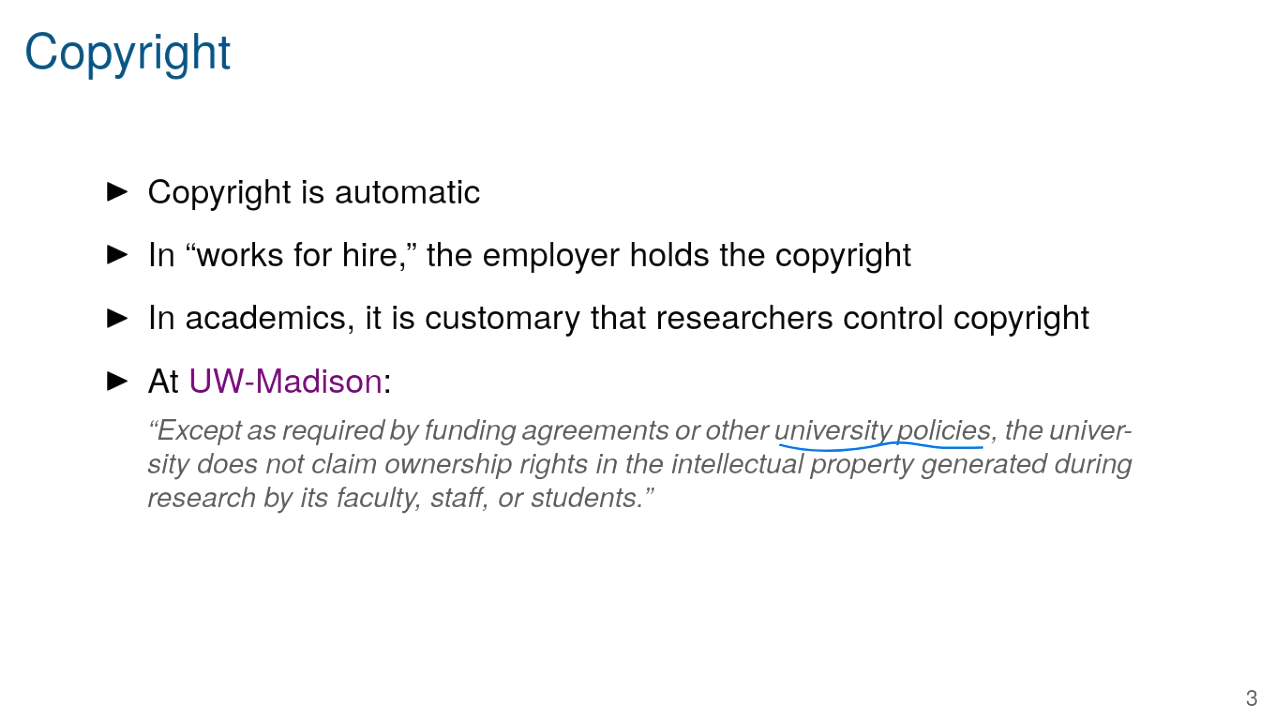 Copyright
▶ Copyright is automatic
▶ In “works for hire,” the employer holds the copyright
▶ In academics, it is customary that researchers control copyright
▶ At UW-Madison:
“Except as required by funding agreements or other university policies, the univer-
sity does not claim ownership rights in the intellectual property generated during
research by its faculty, staff, or students.”
3